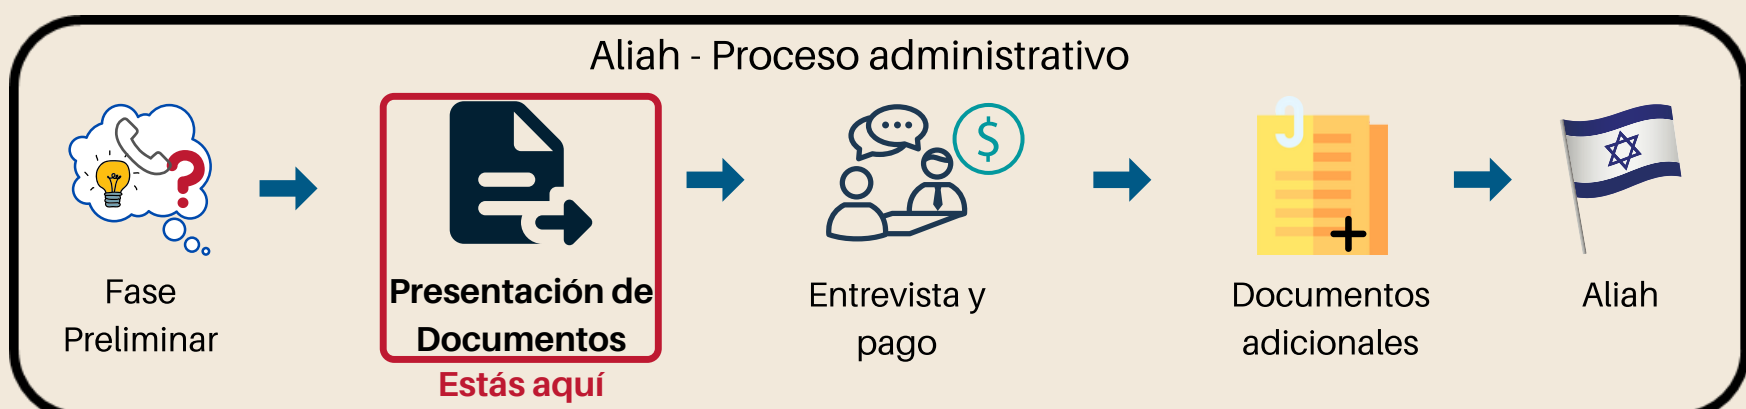 Aliah - Proceso administrativo
Fase
Preliminar
Presentación de
Documentos
Estás aquí
Entrevista y
pago
Documentos
adicionales
Aliah